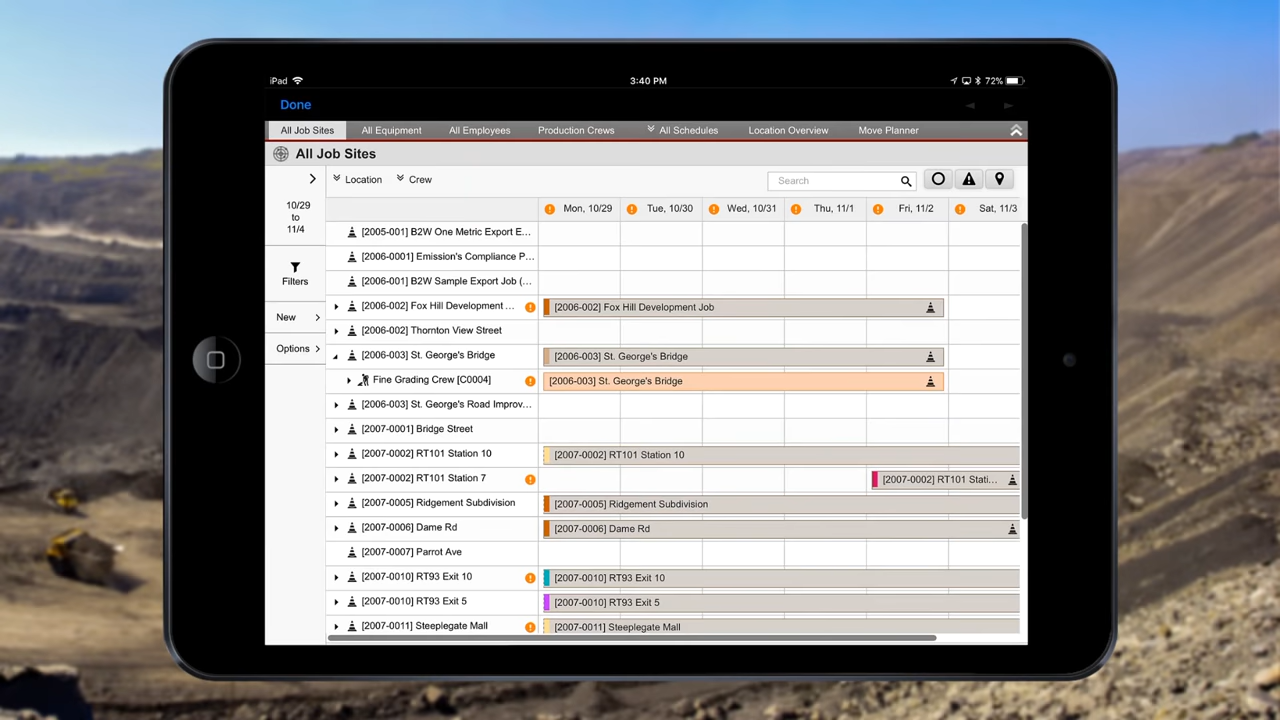 iPad 3:40 PM 72%
Done
All Job Sites All Equipment All Employees Production Crews All Schedules Location Overview Move Planner
All Job Sites
Location Crew Search
10/29
to
11/4
Filters
New
Options
Mon, 10/29 Tue, 10/30 Wed, 10/31 Thu, 11/1 Fri, 11/2 Sat, 11/3
[2005-001] B2W One Metric Export E...
[2006-0001] Emission's Compliance P...
[2006-001] B2W Sample Export Job (...
[2006-002] Fox Hill Development ... [2006-002] Fox Hill Development Job
[2006-002] Thornton View Street
[2006-003] St. George's Bridge [2006-003] St. George's Bridge
Fine Grading Crew [C0004] [2006-003] St. George's Bridge
[2006-003] St. George's Road Improv...
[2007-0001] Bridge Street
[2007-0002] RT101 Station 10 [2007-0002] RT101 Station 10
[2007-0002] RT101 Station 7 [2007-0002] RT101 Stati...
[2007-0005] Ridgement Subdivision [2007-0005] Ridgement Subdivision
[2007-0006] Dame Rd [2007-0006] Dame Rd
[2007-0007] Parrot Ave
[2007-0010] RT93 Exit 10 [2007-0010] RT93 Exit 10
[2007-0010] RT93 Exit 5 [2007-0010] RT93 Exit 5
[2007-0011] Steeplegate Mall [2007-0011] Steeplegate Mall